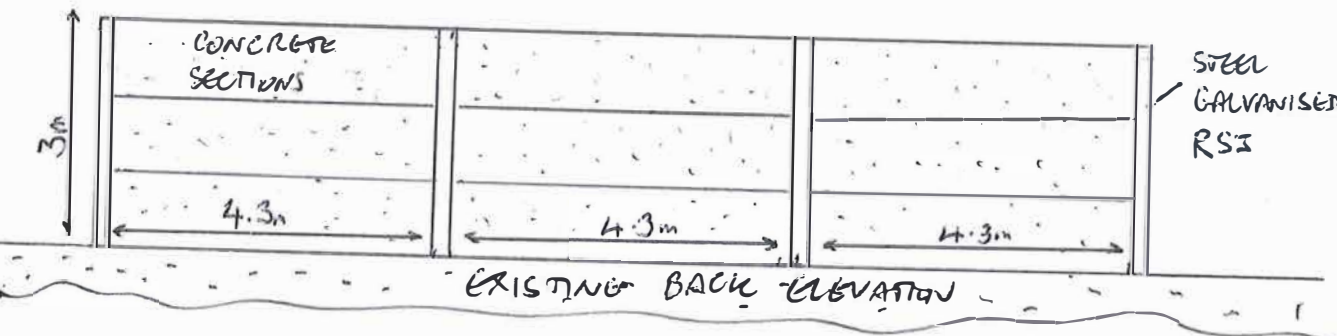 CONCRETE
SECTIONS
STEEL
GALVANISED
RSJ
3m
4.3m
4.3m
4.3m
EXISTING BACK ELEVATION